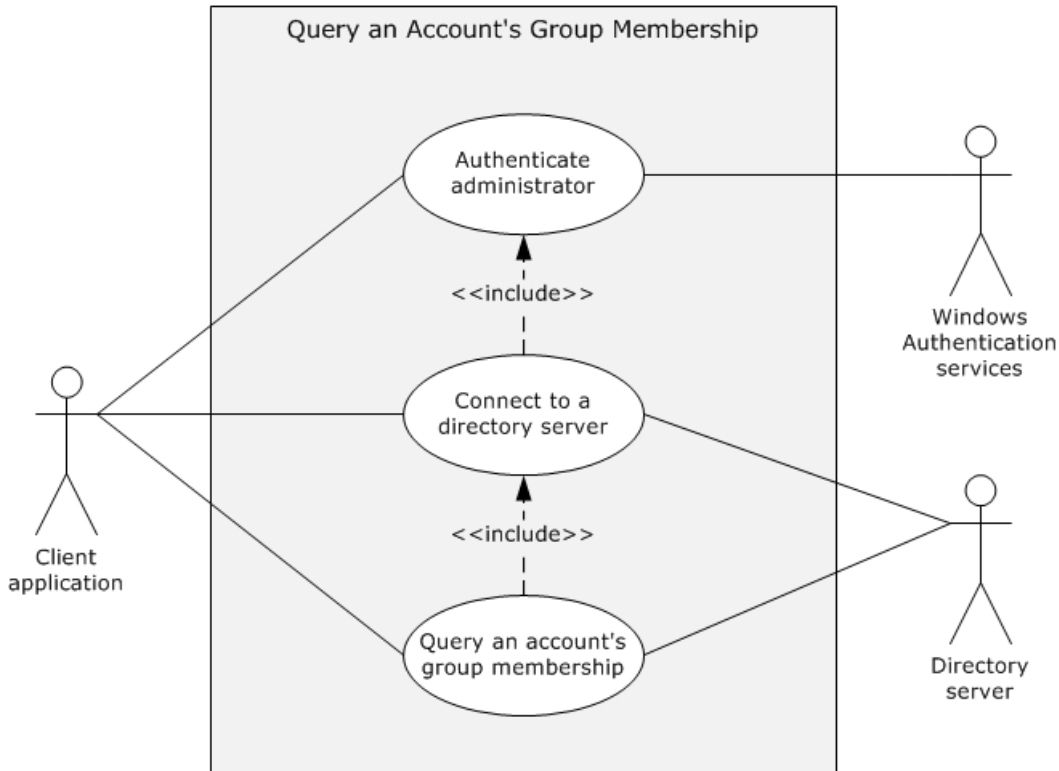 Query an Account's Group Membership
Authenticate
administrator
<<include>>
Windows
Authentication
services
Connect to a
directory server
<<include>>
Client
application
Query an account's
group membership
Directory
server